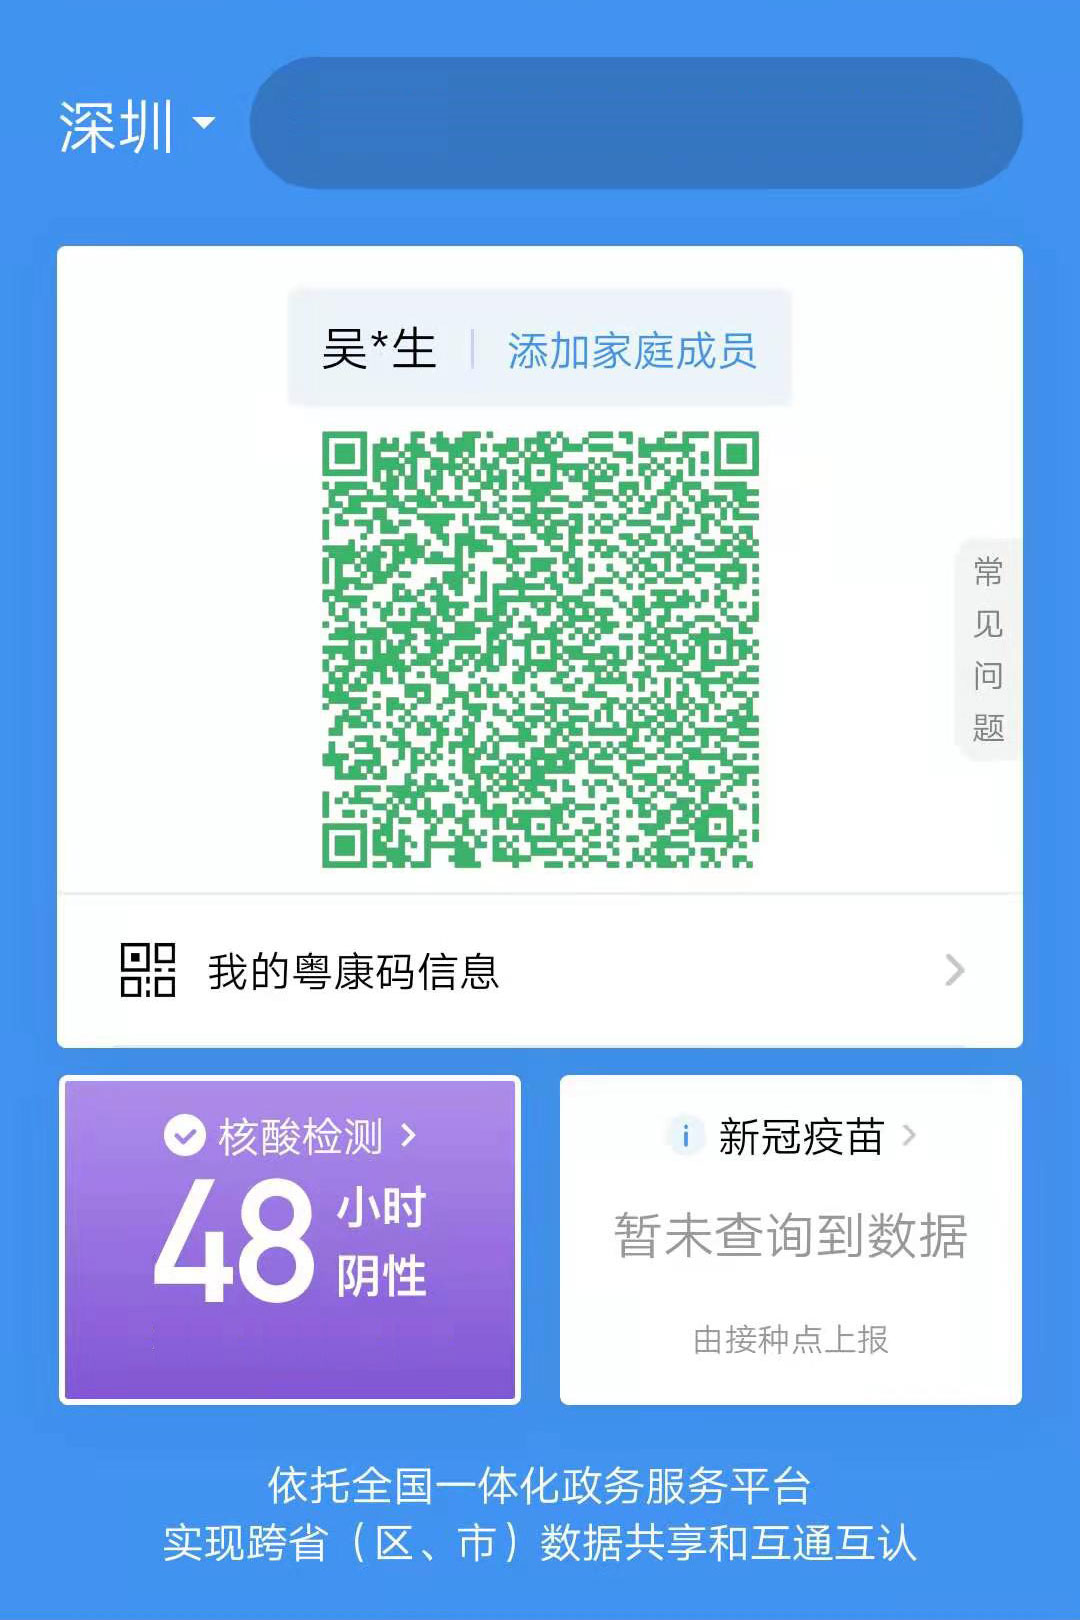 深圳
吴*生 添加家庭成员
常见问题
我的粤康码信息
核酸检测
48 小时
阴性
新冠疫苗
暂未查询到数据
由接种点上报
依托全国一体化政务服务平台
实现跨省（区、市）数据共享和互通互认